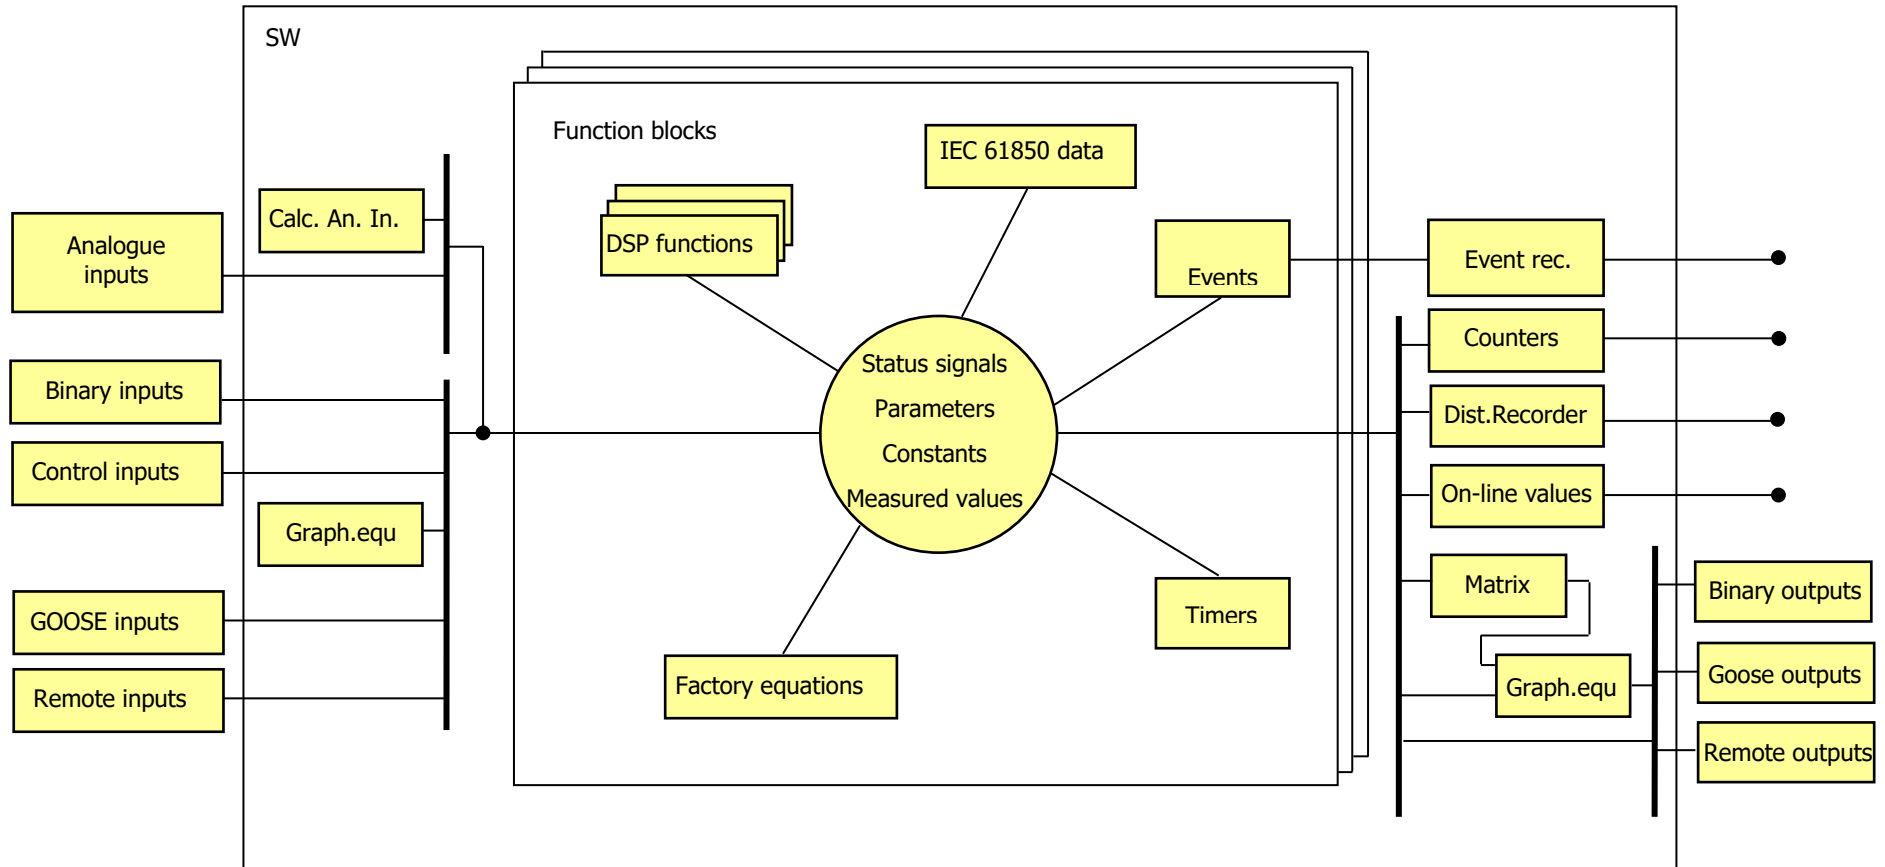 SW
Function blocks
IEC 61850 data
Calc. An. In.
Analogue
inputs
DSP functions
Events
Event rec.
Counters
Binary inputs
Status signals
Parameters
Constants
Measured values
Dist.Recorder
Control inputs
On-line values
Graph.equ
Matrix
Binary outputs
GOOSE inputs
Timers
Remote inputs
Factory equations
Graph.equ
Goose outputs
Remote outputs